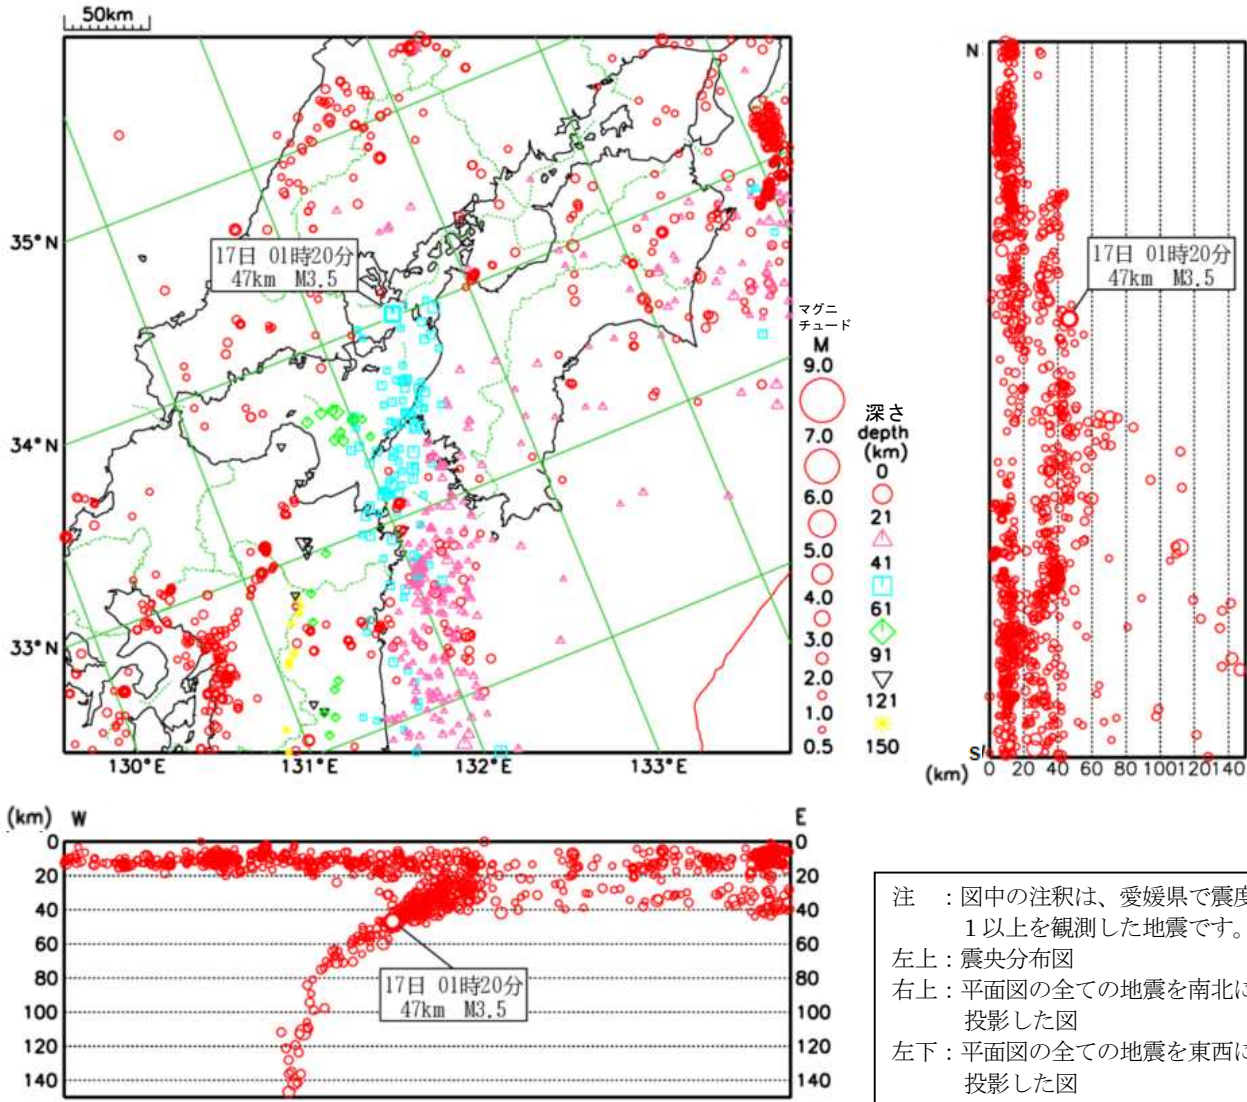 50km
35°N
34°N
33°N
130°E
131°E
132°E
133°E
17日 01時20分
47km M3.5
マグニ
チュード
M
9.0
7.0
6.0
5.0
4.0
3.0
2.0
1.0
0.5
深さ
depth
(km)
0
21
41
61
91
121
150
N
17日 01時20分
47km M3.5
S
(km)
0 20 40 60 80 100120140
(km) W
E
0
20
40
60
80
100
120
140
17日 01時20分
47km M3.5
0
20
40
60
80
100
120
140
注 ：図中の注釈は、愛媛県で震度
1以上を観測した地震です。
左上：震央分布図
右上：平面図の全ての地震を南北に
投影した図
左下：平面図の全ての地震を東西に
投影した図